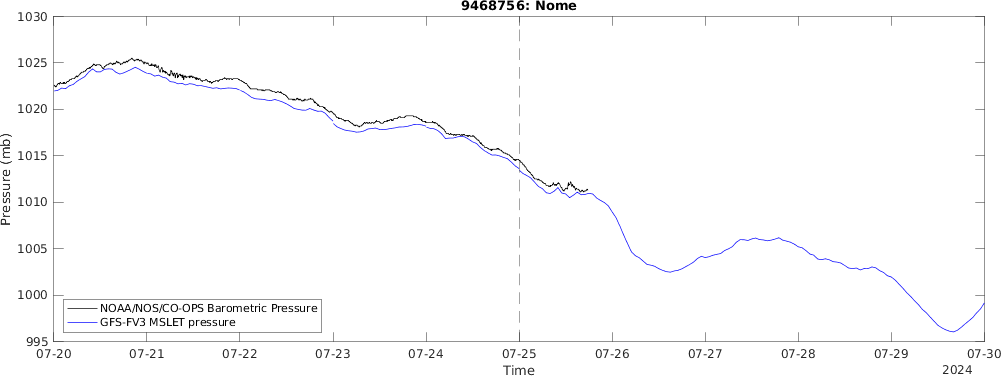 9468756: Nome
1030
1025
1020
1015
1010
1005
1000
995
Pressure (mb)
NOAA/NOS/CO-OPS Barometric Pressure
GFS-FV3 MSLET pressure
07-20 07-21 07-22 07-23 07-24 07-25 07-26 07-27 07-28 07-29 07-30
Time
2024